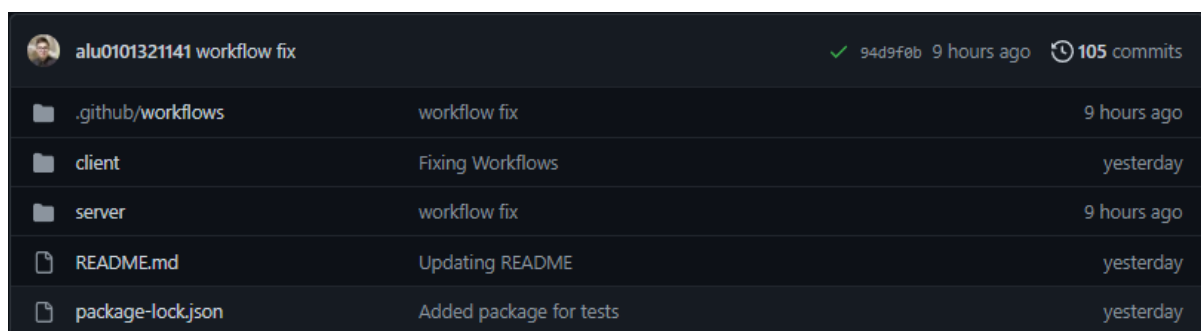 alu0101321141 workflow fix 94d9f0b 9 hours ago 105 commits
.github/workflows workflow fix 9 hours ago
client Fixing Workflows yesterday
server workflow fix 9 hours ago
README.md Updating README yesterday
package-lock.json Added package for tests yesterday